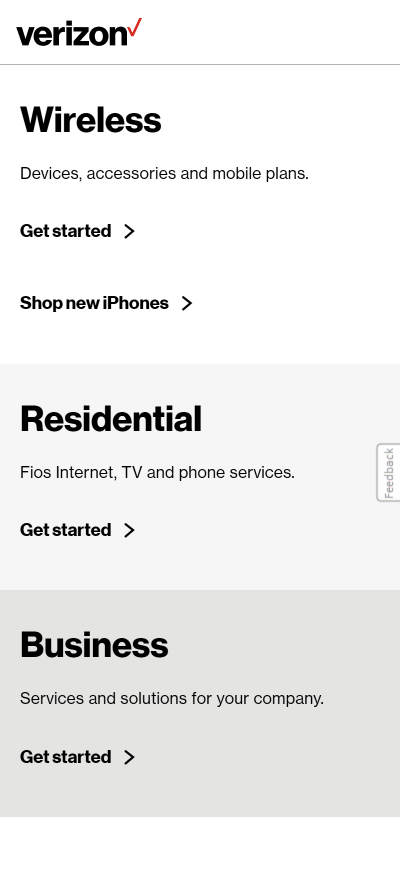 verizon
Wireless
Devices, accessories and mobile plans.
Get started
Shop new iPhones
Residential
Fios Internet, TV and phone services.
Get started
Feedback
Business
Services and solutions for your company.
Get started